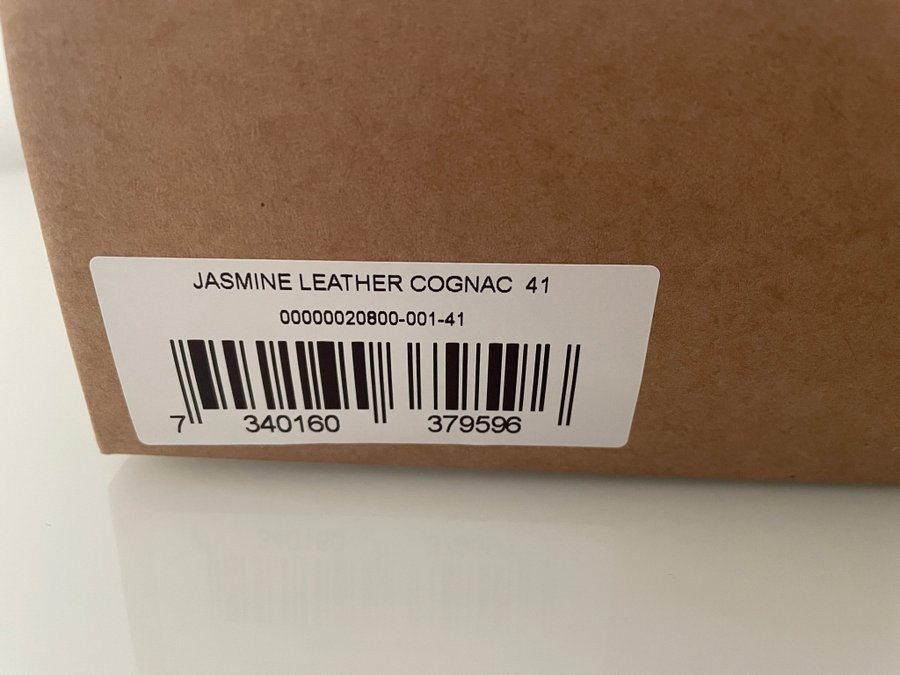 JASMINE LEATHER COGNAC 41
00000020800-001-41
7 340160 379596